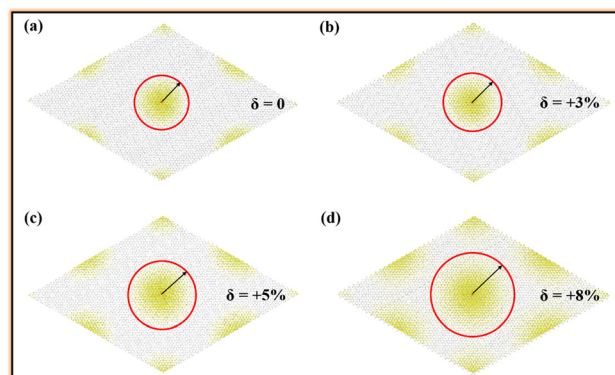 (a)
δ = 0
(b)
δ = +3%
(c)
δ = +5%
(d)
δ = +8%